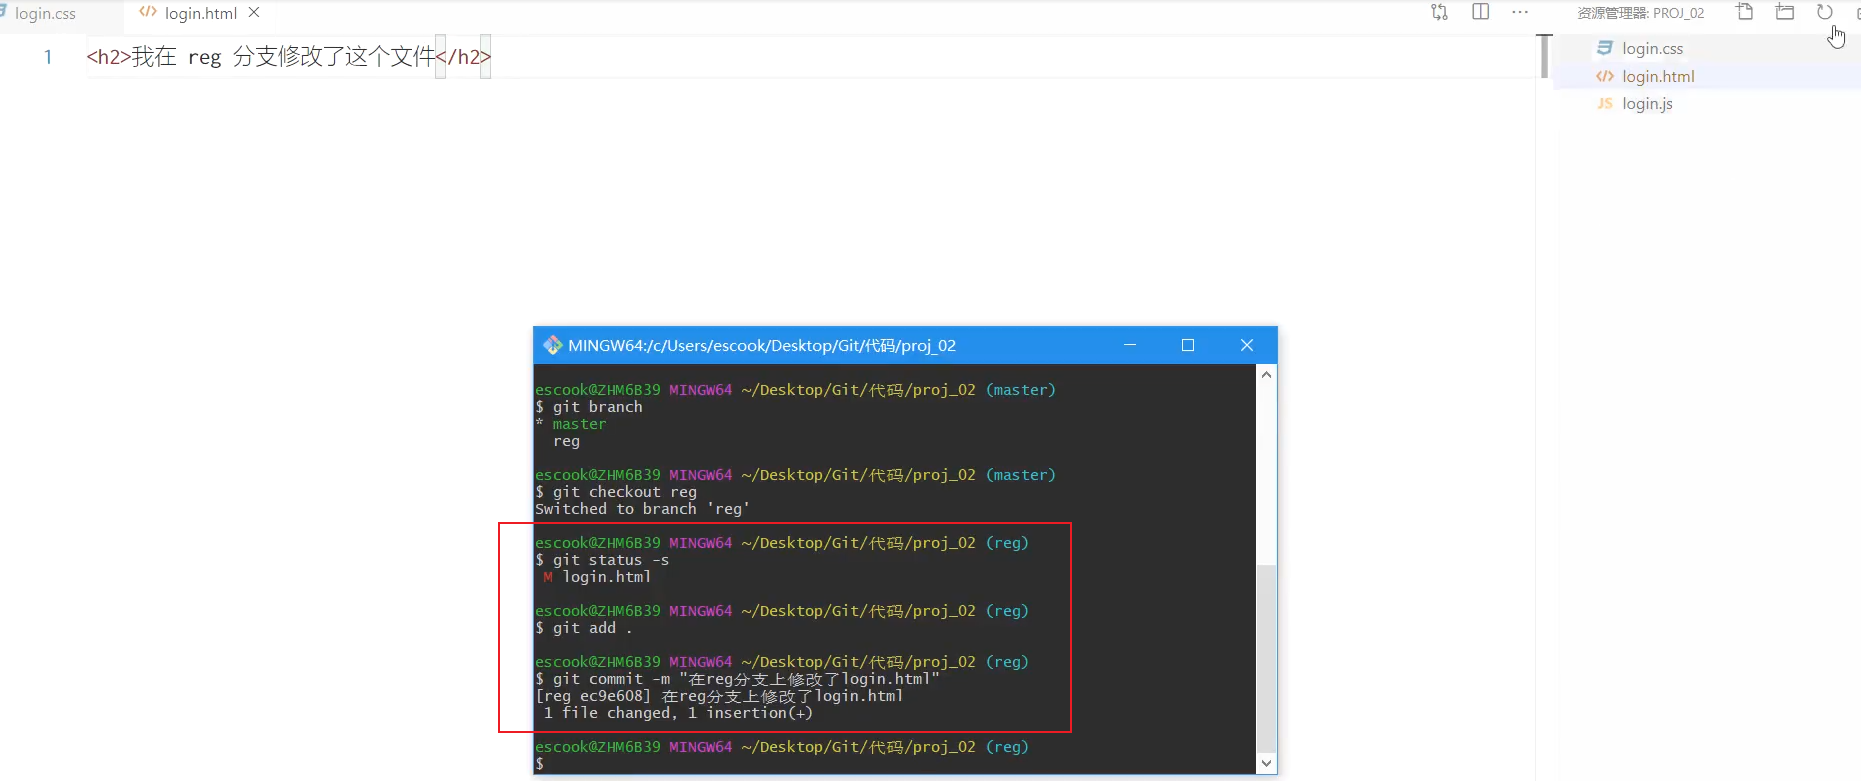 login.css
login.html
资源管理器: PROJ_02
1 <h2>我在 reg 分支修改了这个文件</h2>
login.css
login.html
JS login.js
MINGW64:/c/Users/escook/Desktop/Git/代码/proj_02
escook@ZHM6B39 MINGW64 ~/Desktop/Git/代码/proj_02 (master)
$ git branch
* master
reg
escook@ZHM6B39 MINGW64 ~/Desktop/Git/代码/proj_02 (master)
$ git checkout reg
Switched to branch 'reg'
escook@ZHM6B39 MINGW64 ~/Desktop/Git/代码/proj_02 (reg)
$ git status -s
M login.html
escook@ZHM6B39 MINGW64 ~/Desktop/Git/代码/proj_02 (reg)
$ git add .
escook@ZHM6B39 MINGW64 ~/Desktop/Git/代码/proj_02 (reg)
$ git commit -m "在reg分支上修改了login.html"
[reg ec9e608] 在reg分支上修改了login.html
1 file changed, 1 insertion(+)
escook@ZHM6B39 MINGW64 ~/Desktop/Git/代码/proj_02 (reg)
$